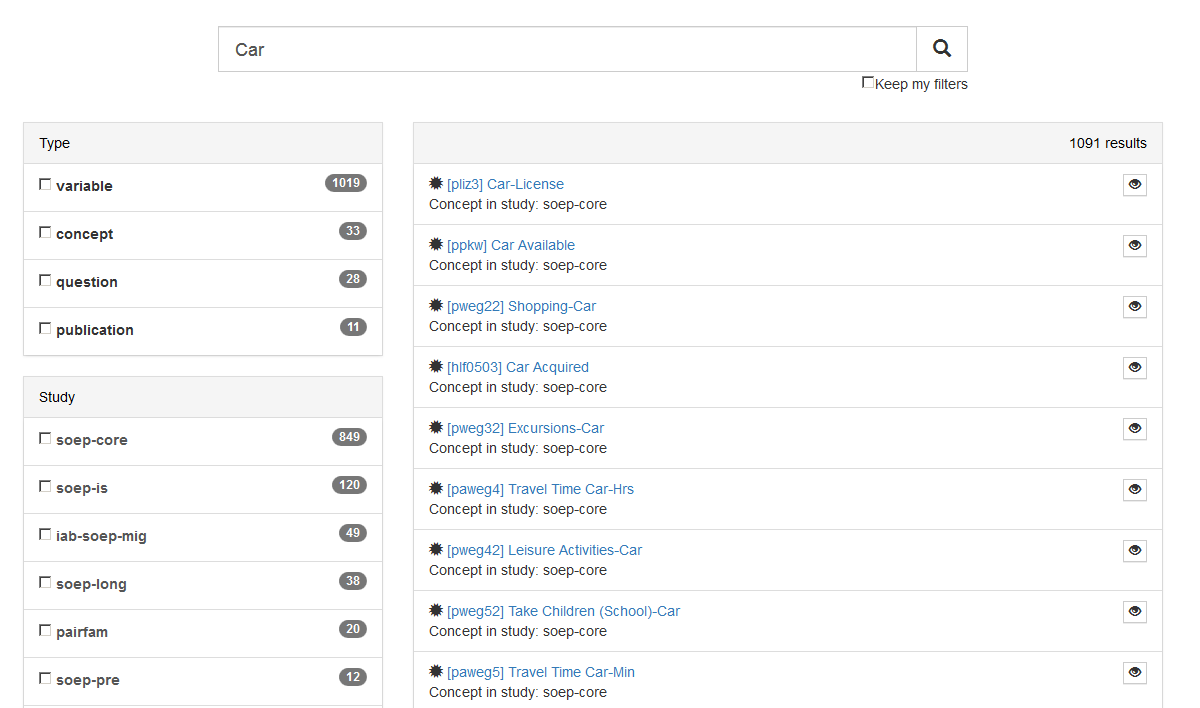 Car
Keep my filters
Type
variable 1019
concept 33
question 28
publication 11
Study
soep-core 849
soep-is 120
iab-soep-mig 49
soep-long 38
pairfam 20
soep-pre 12
1091 results
[pliz3] Car-License
Concept in study: soep-core
[ppkw] Car Available
Concept in study: soep-core
[pweg22] Shopping-Car
Concept in study: soep-core
[hlf0503] Car Acquired
Concept in study: soep-core
[pweg32] Excursions-Car
Concept in study: soep-core
[paweg4] Travel Time Car-Hrs
Concept in study: soep-core
[pweg42] Leisure Activities-Car
Concept in study: soep-core
[pweg52] Take Children (School)-Car
Concept in study: soep-core
[paweg5] Travel Time Car-Min
Concept in study: soep-core